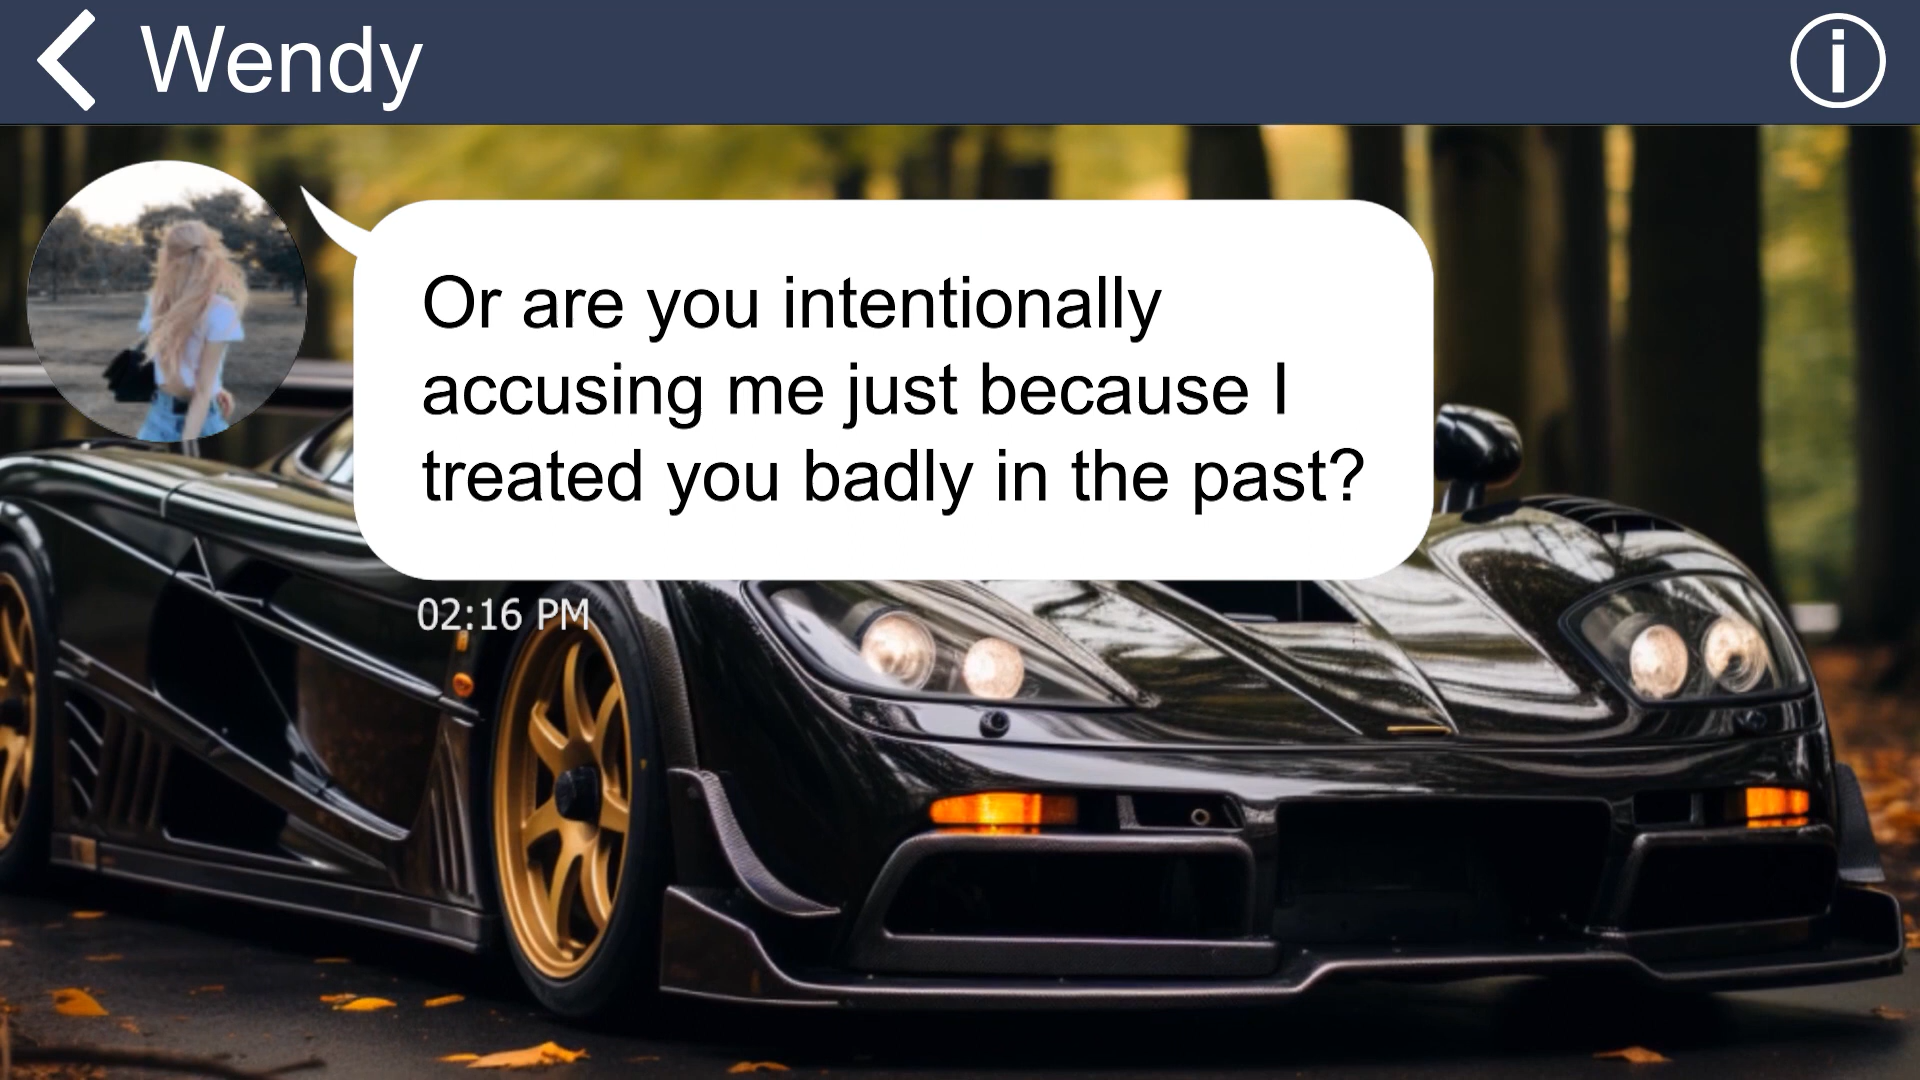 Wendy
Or are you intentionally
accusing me just because I
treated you badly in the past?
02:16 PM